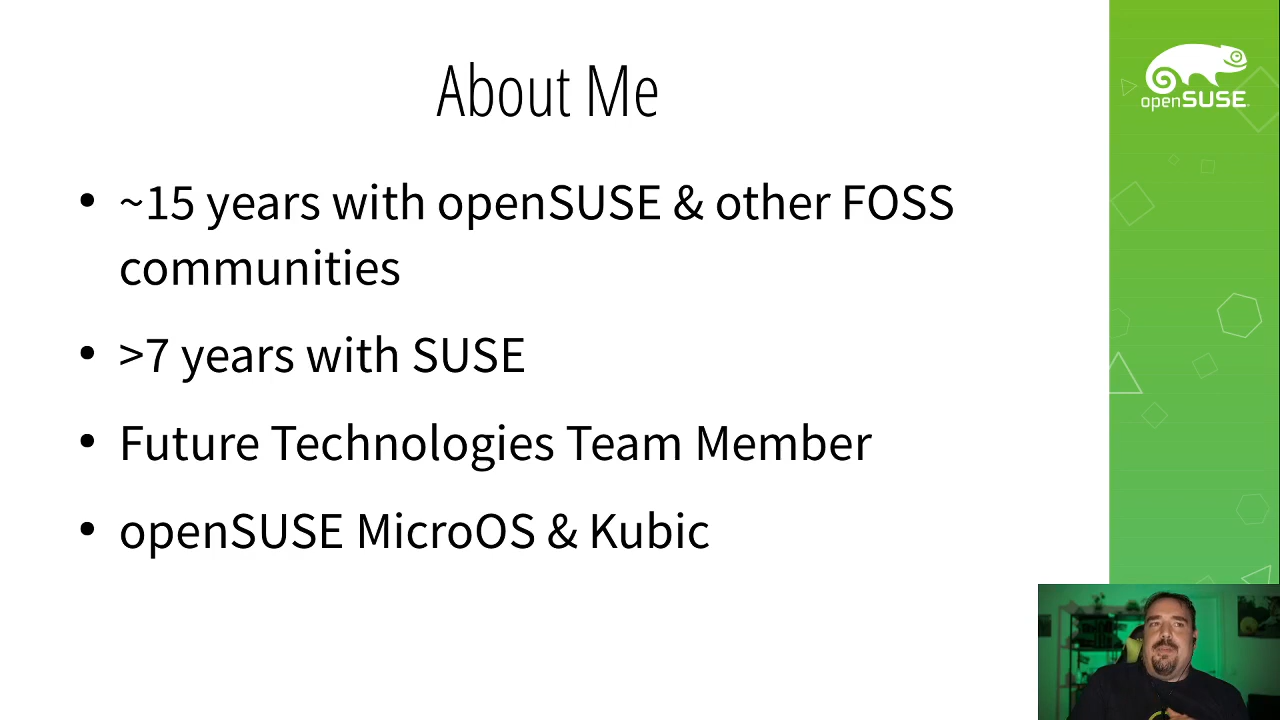 About Me
openSUSE
• ~15 years with openSUSE & other FOSS
communities
• >7 years with SUSE
• Future Technologies Team Member
• openSUSE MicroOS & Kubic